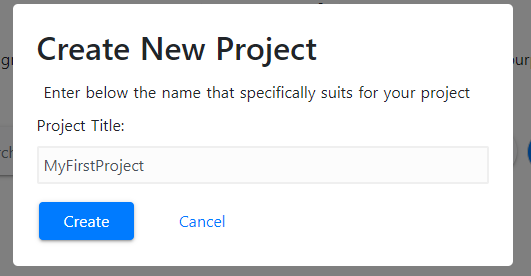 Create New Project
Enter below the name that specifically suits for your project
Project Title:
MyFirstProject
Create
Cancel